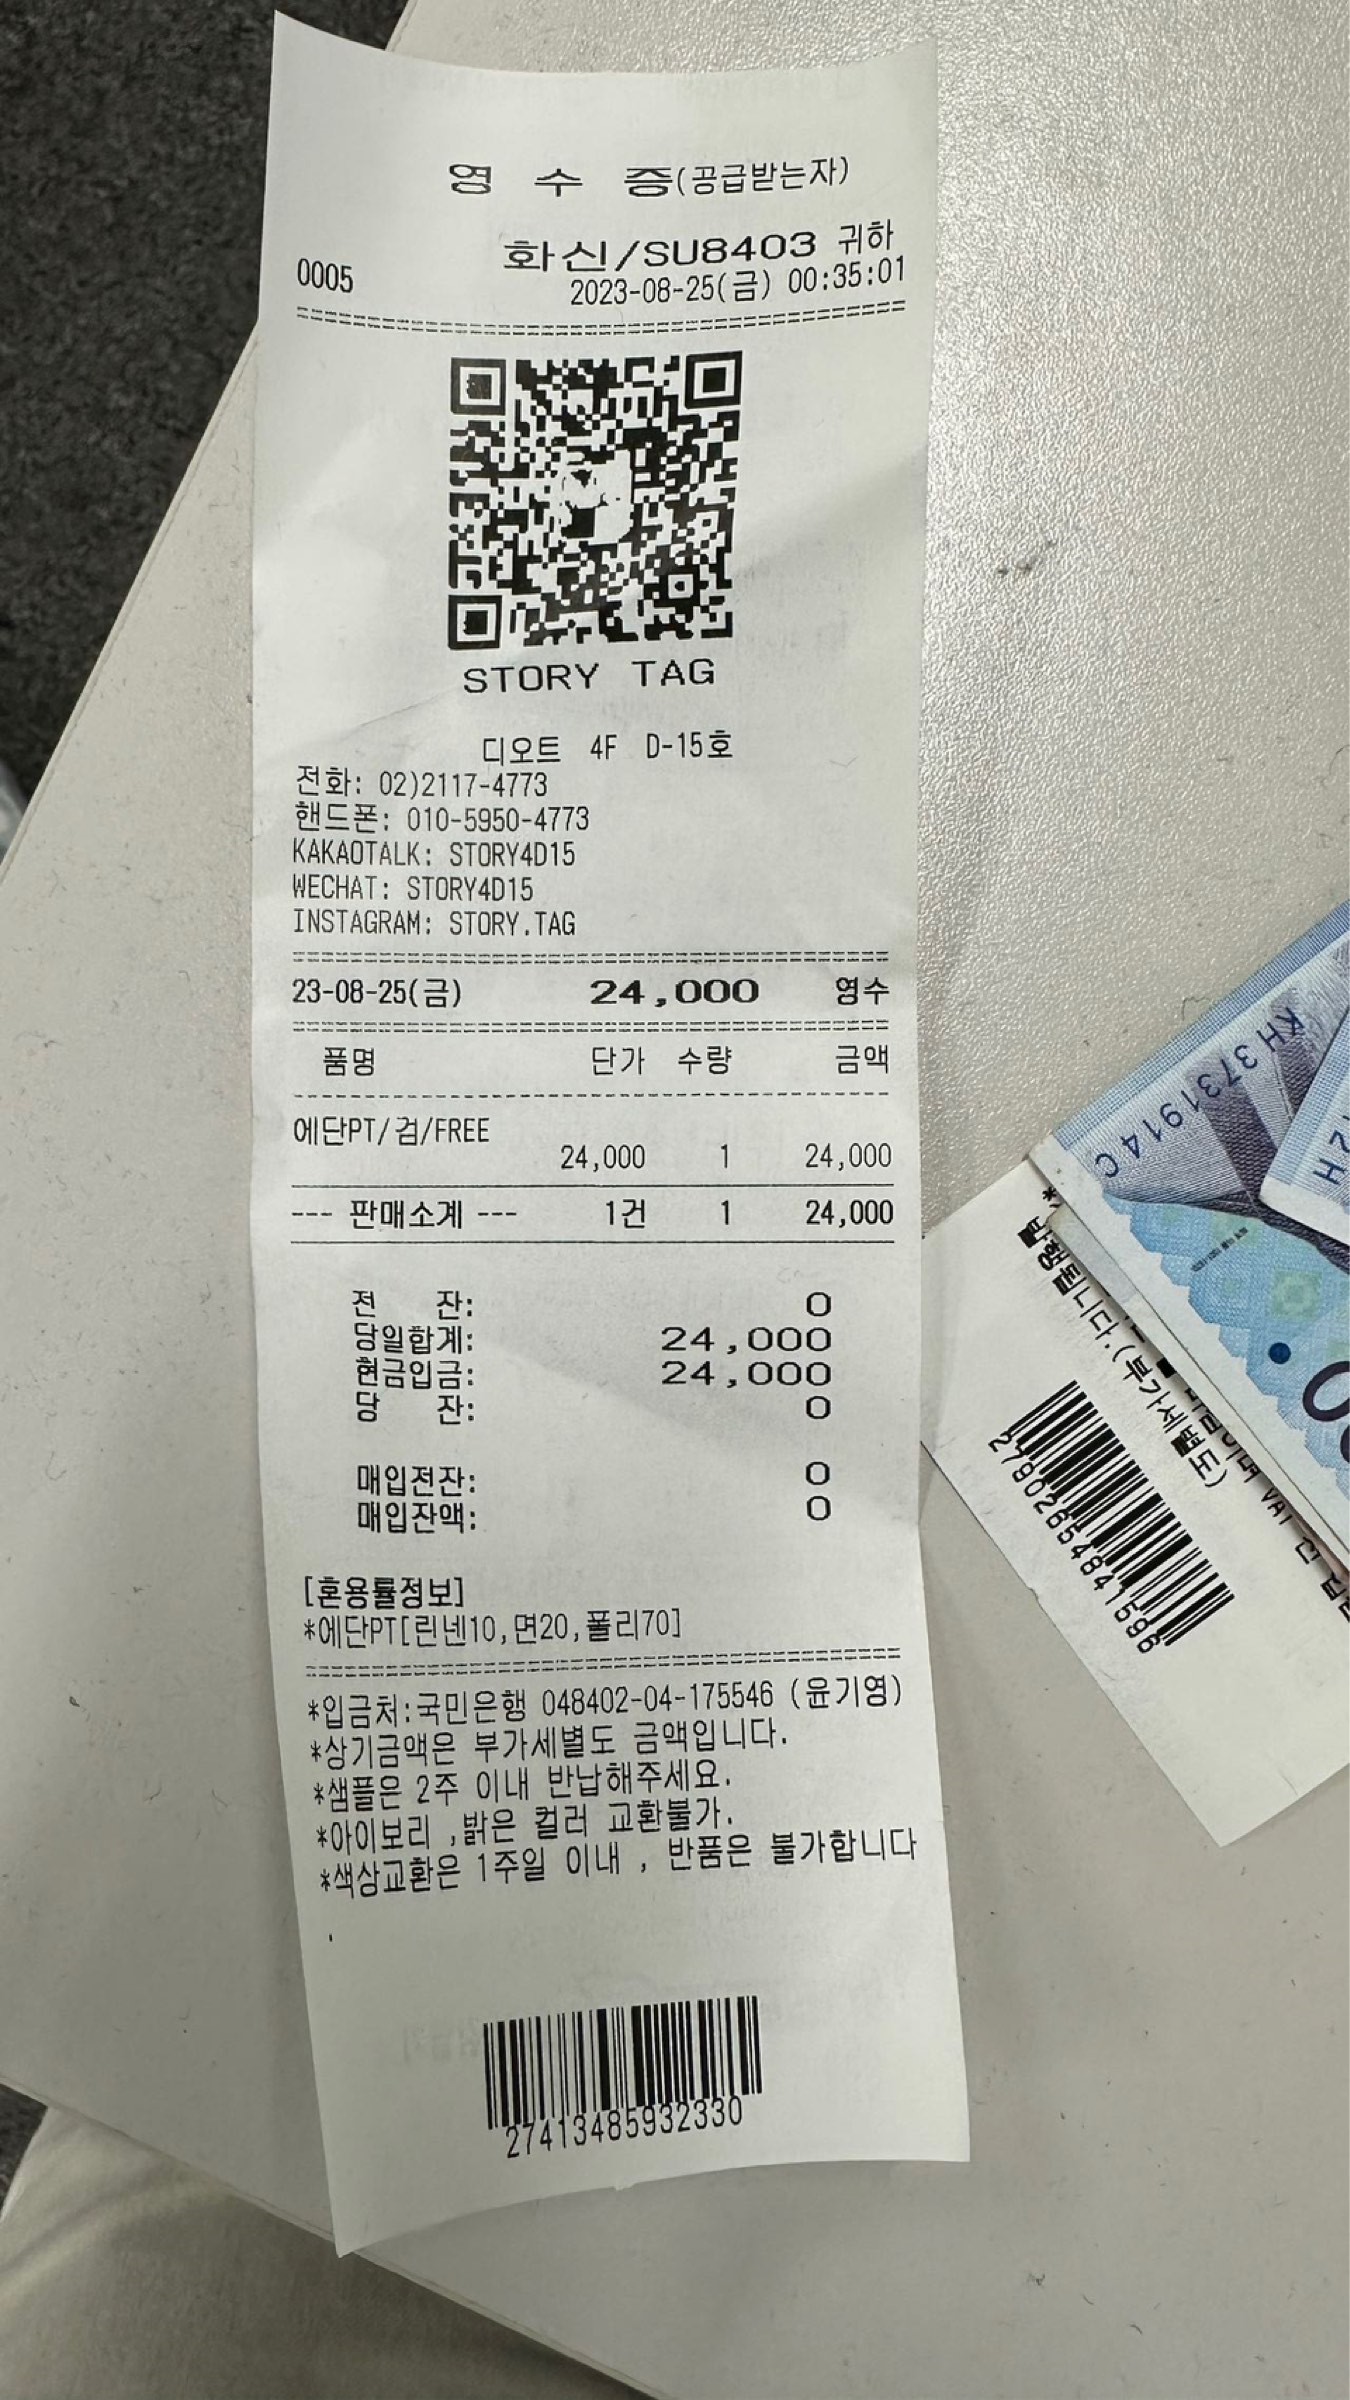 영 수 증(공급받는자)
화신/SU8403 귀하
0005 2023-08-25(금) 00:35:01
STORY TAG
디오트 4F D-15호
전화: 02)2117-4773
핸드폰: 010-5950-4773
KAKAOTALK: STORY4D15
WECHAT: STORY4D15
INSTAGRAM: STORY.TAG
23-08-25(금) 24,000 영수
품명 단가 수량 금액
에단PT/검/FREE
24,000 1 24,000
--- 판매소계 --- 1건 1 24,000
전 잔: 0
당일합계: 24,000
현금입금: 24,000
당 잔: 0
매입전잔: 0
매입잔액: 0
[혼용률정보]
*에단PT[린넨10,면20,폴리70]
*입금처:국민은행 048402-04-175546 (윤기영)
*상기금액은 부가세별도 금액입니다.
*샘플은 2주 이내 반납해주세요.
*아이보리 ,밝은 컬러 교환불가.
*색상교환은 1주일 이내 , 반품은 불가합니다
.
27413485932330
KH3731914C
발행됩니다.(부가세별도)